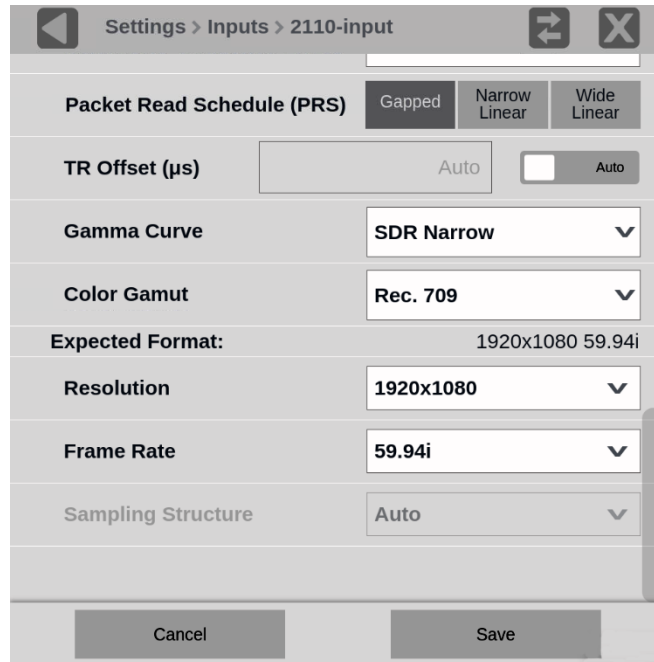 Settings > Inputs > 2110-input
Packet Read Schedule (PRS) Gapped Narrow Linear Wide Linear
TR Offset (µs) Auto Auto
Gamma Curve SDR Narrow
Color Gamut Rec. 709
Expected Format: 1920x1080 59.94i
Resolution 1920x1080
Frame Rate 59.94i
Sampling Structure Auto
Cancel Save